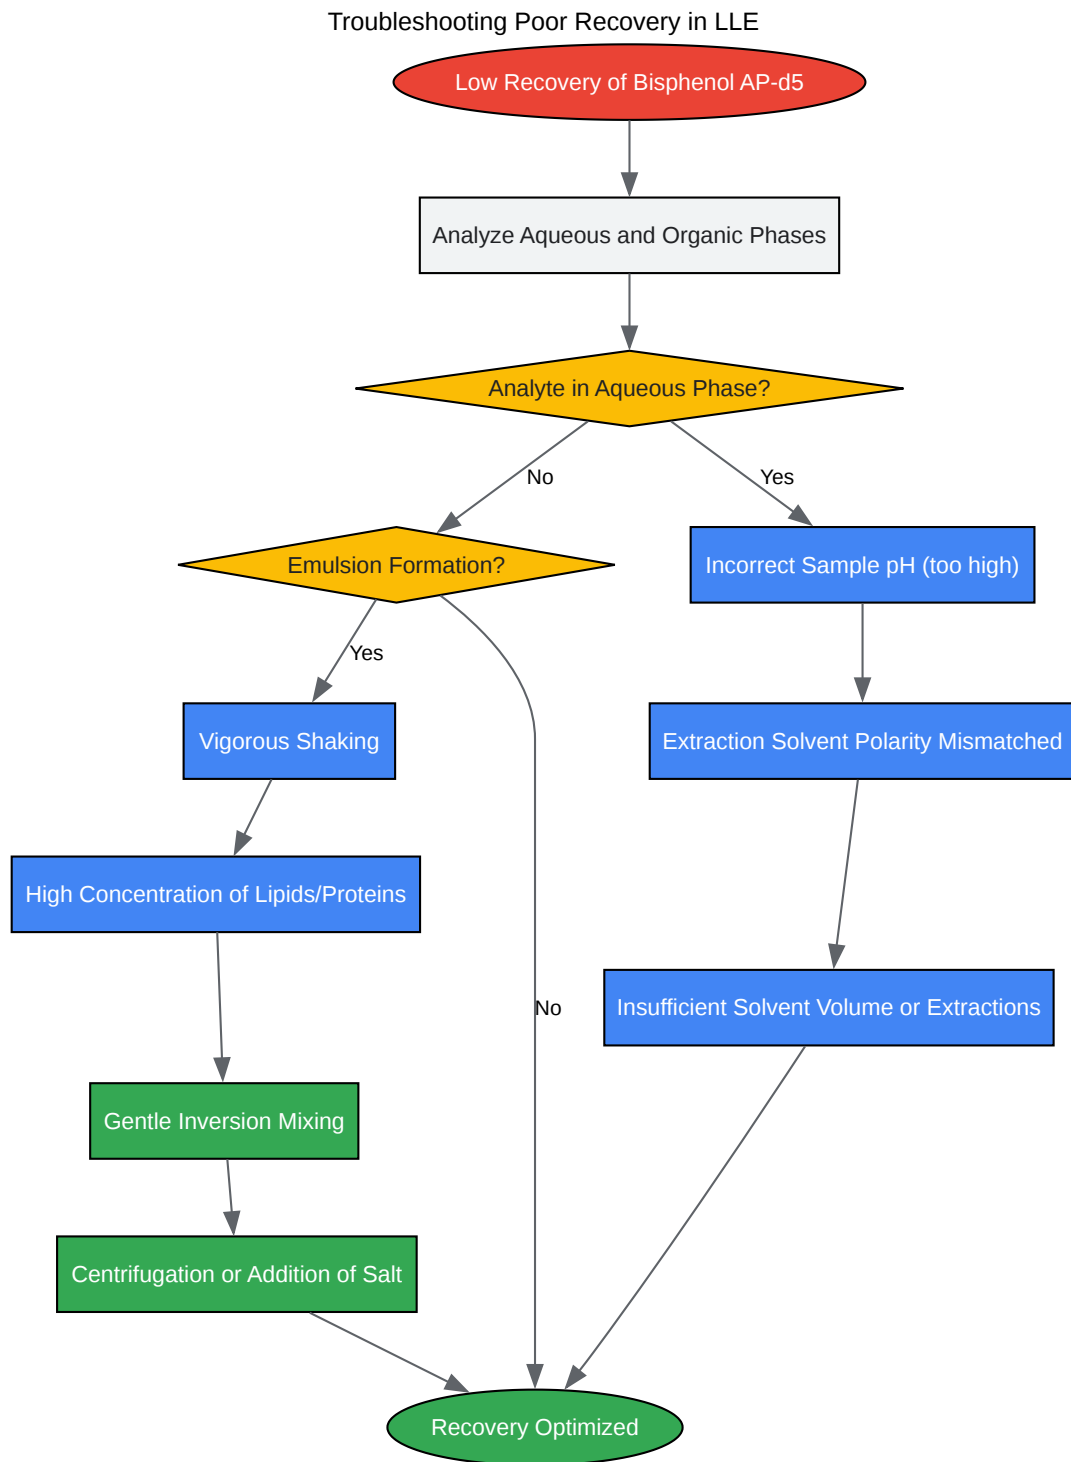 Troubleshooting Poor Recovery in LLE
Low Recovery of Bisphenol AP-d5
Analyze Aqueous and Organic Phases
Analyte in Aqueous Phase?
No
Yes
Emulsion Formation?
Incorrect Sample pH (too high)
Yes
Vigorous Shaking
Extraction Solvent Polarity Mismatched
High Concentration of Lipids/Proteins
No
Insufficient Solvent Volume or Extractions
Gentle Inversion Mixing
Centrifugation or Addition of Salt
Recovery Optimized